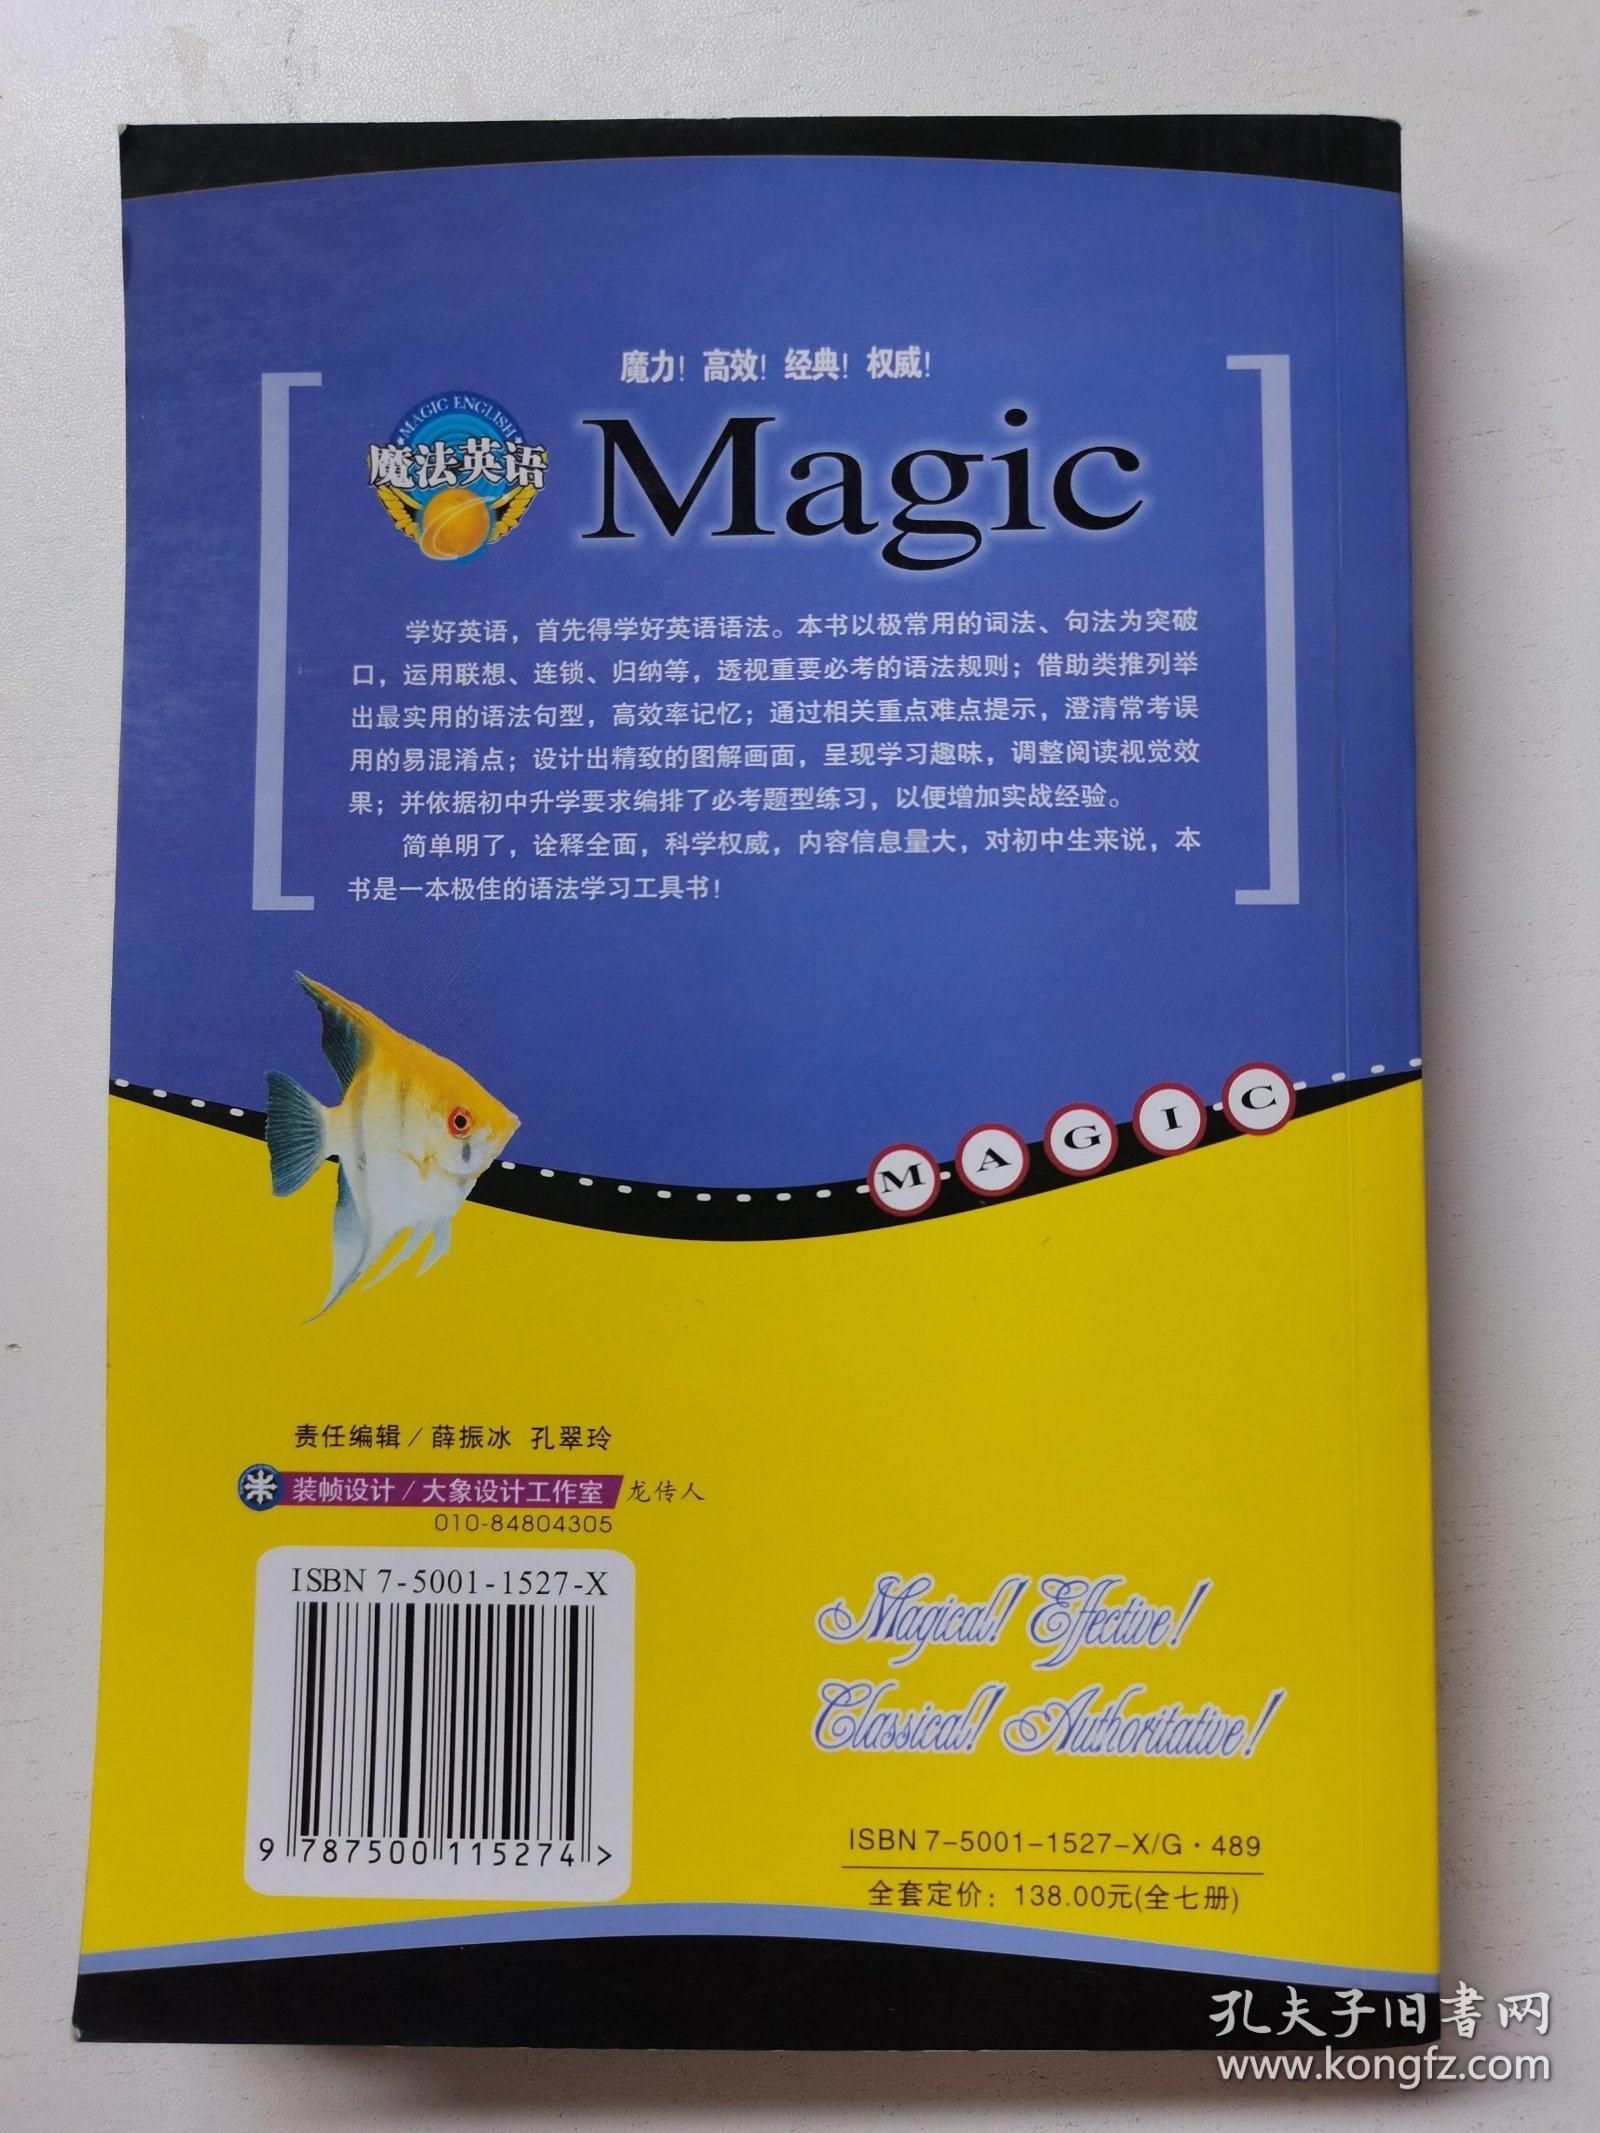 魔力！高效！经典！权威！
MAGIC ENGLISH
魔法英语
Magic
学好英语，首先得学好英语语法。本书以极常用的词法、句法为突破
口，运用联想、连锁、归纳等，透视重要必考的语法规则；借助类推列举
出最实用的语法句型，高效率记忆；通过相关重点难点提示，澄清常考误
用的易混淆点；设计出精致的图解画面，呈现学习趣味，调整阅读视觉效
果；并依据初中升学要求编排了必考题型练习，以便增加实战经验。
简单明了，诠释全面，科学权威，内容信息量大，对初中生来说，本
书是一本极佳的语法学习工具书！
MAGIC
责任编辑／薛振冰 孔翠玲
装帧设计／大象设计工作室 龙传人
010-84804305
ISBN 7-5001-1527-X
9 787500 115274 >
Magical! Effective!
Classical! Authoritative!
ISBN 7-5001-1527-X/G·489
全套定价：138.00元(全七册)
孔夫子旧书网
www.kongfz.com